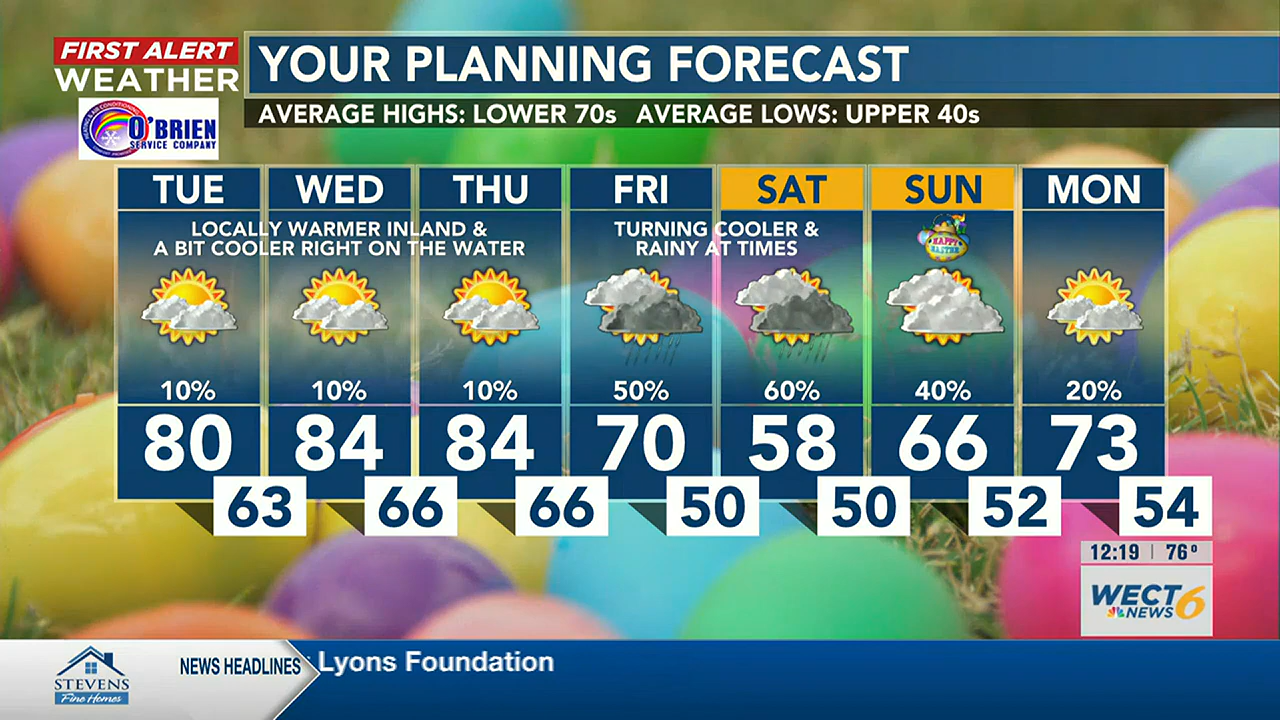 FIRST ALERT
WEATHER
O'BRIEN
SERVICE COMPANY
YOUR PLANNING FORECAST
AVERAGE HIGHS: LOWER 70s AVERAGE LOWS: UPPER 40s
TUE WED THU FRI SAT SUN MON
LOCALLY WARMER INLAND &
A BIT COOLER RIGHT ON THE WATER
TURNING COOLER &
RAINY AT TIMES
HAPPY
EASTER
10% 10% 10% 50% 60% 40% 20%
80 84 84 70 58 66 73
63 66 66 50 50 52 54
12:19 | 76°
WECT 6
NEWS
STEVENS
Fine Homes
NEWS HEADLINES
Lyons Foundation